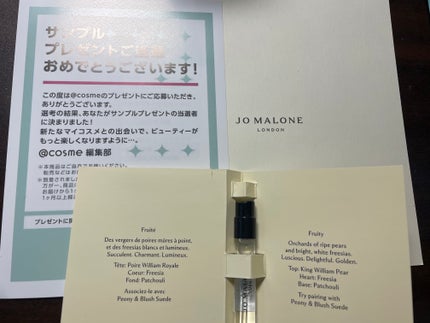 サンプル
プレゼントご当選
おめでとうございます！
この度は@cosmeのプレゼントにご応募いただき、
ありがとうございます。
選考の結果、あなたがサンプルプレゼントの当選者
に決まりました！
新たなマイコスメとの出会いで、ビューティーが
もっと楽しくなりますように…。
@cosme 編集部
JO MALONE
LONDON
Fruité
Des vergers de poires mûres à point,
et des freesias blancs et lumineux.
Succulent. Charmant. Lumineux.
Tête: Poire William Royale
Coeur: Freesia
Fond: Patchouli
Associez-le avec
Peony & Blush Suede
Fruity
Orchards of ripe pears
and bright, white freesias.
Luscious. Delightful. Golden.
Top: King William Pear
Heart: Freesia
Base: Patchouli
Try pairing with
Peony & Blush Suede